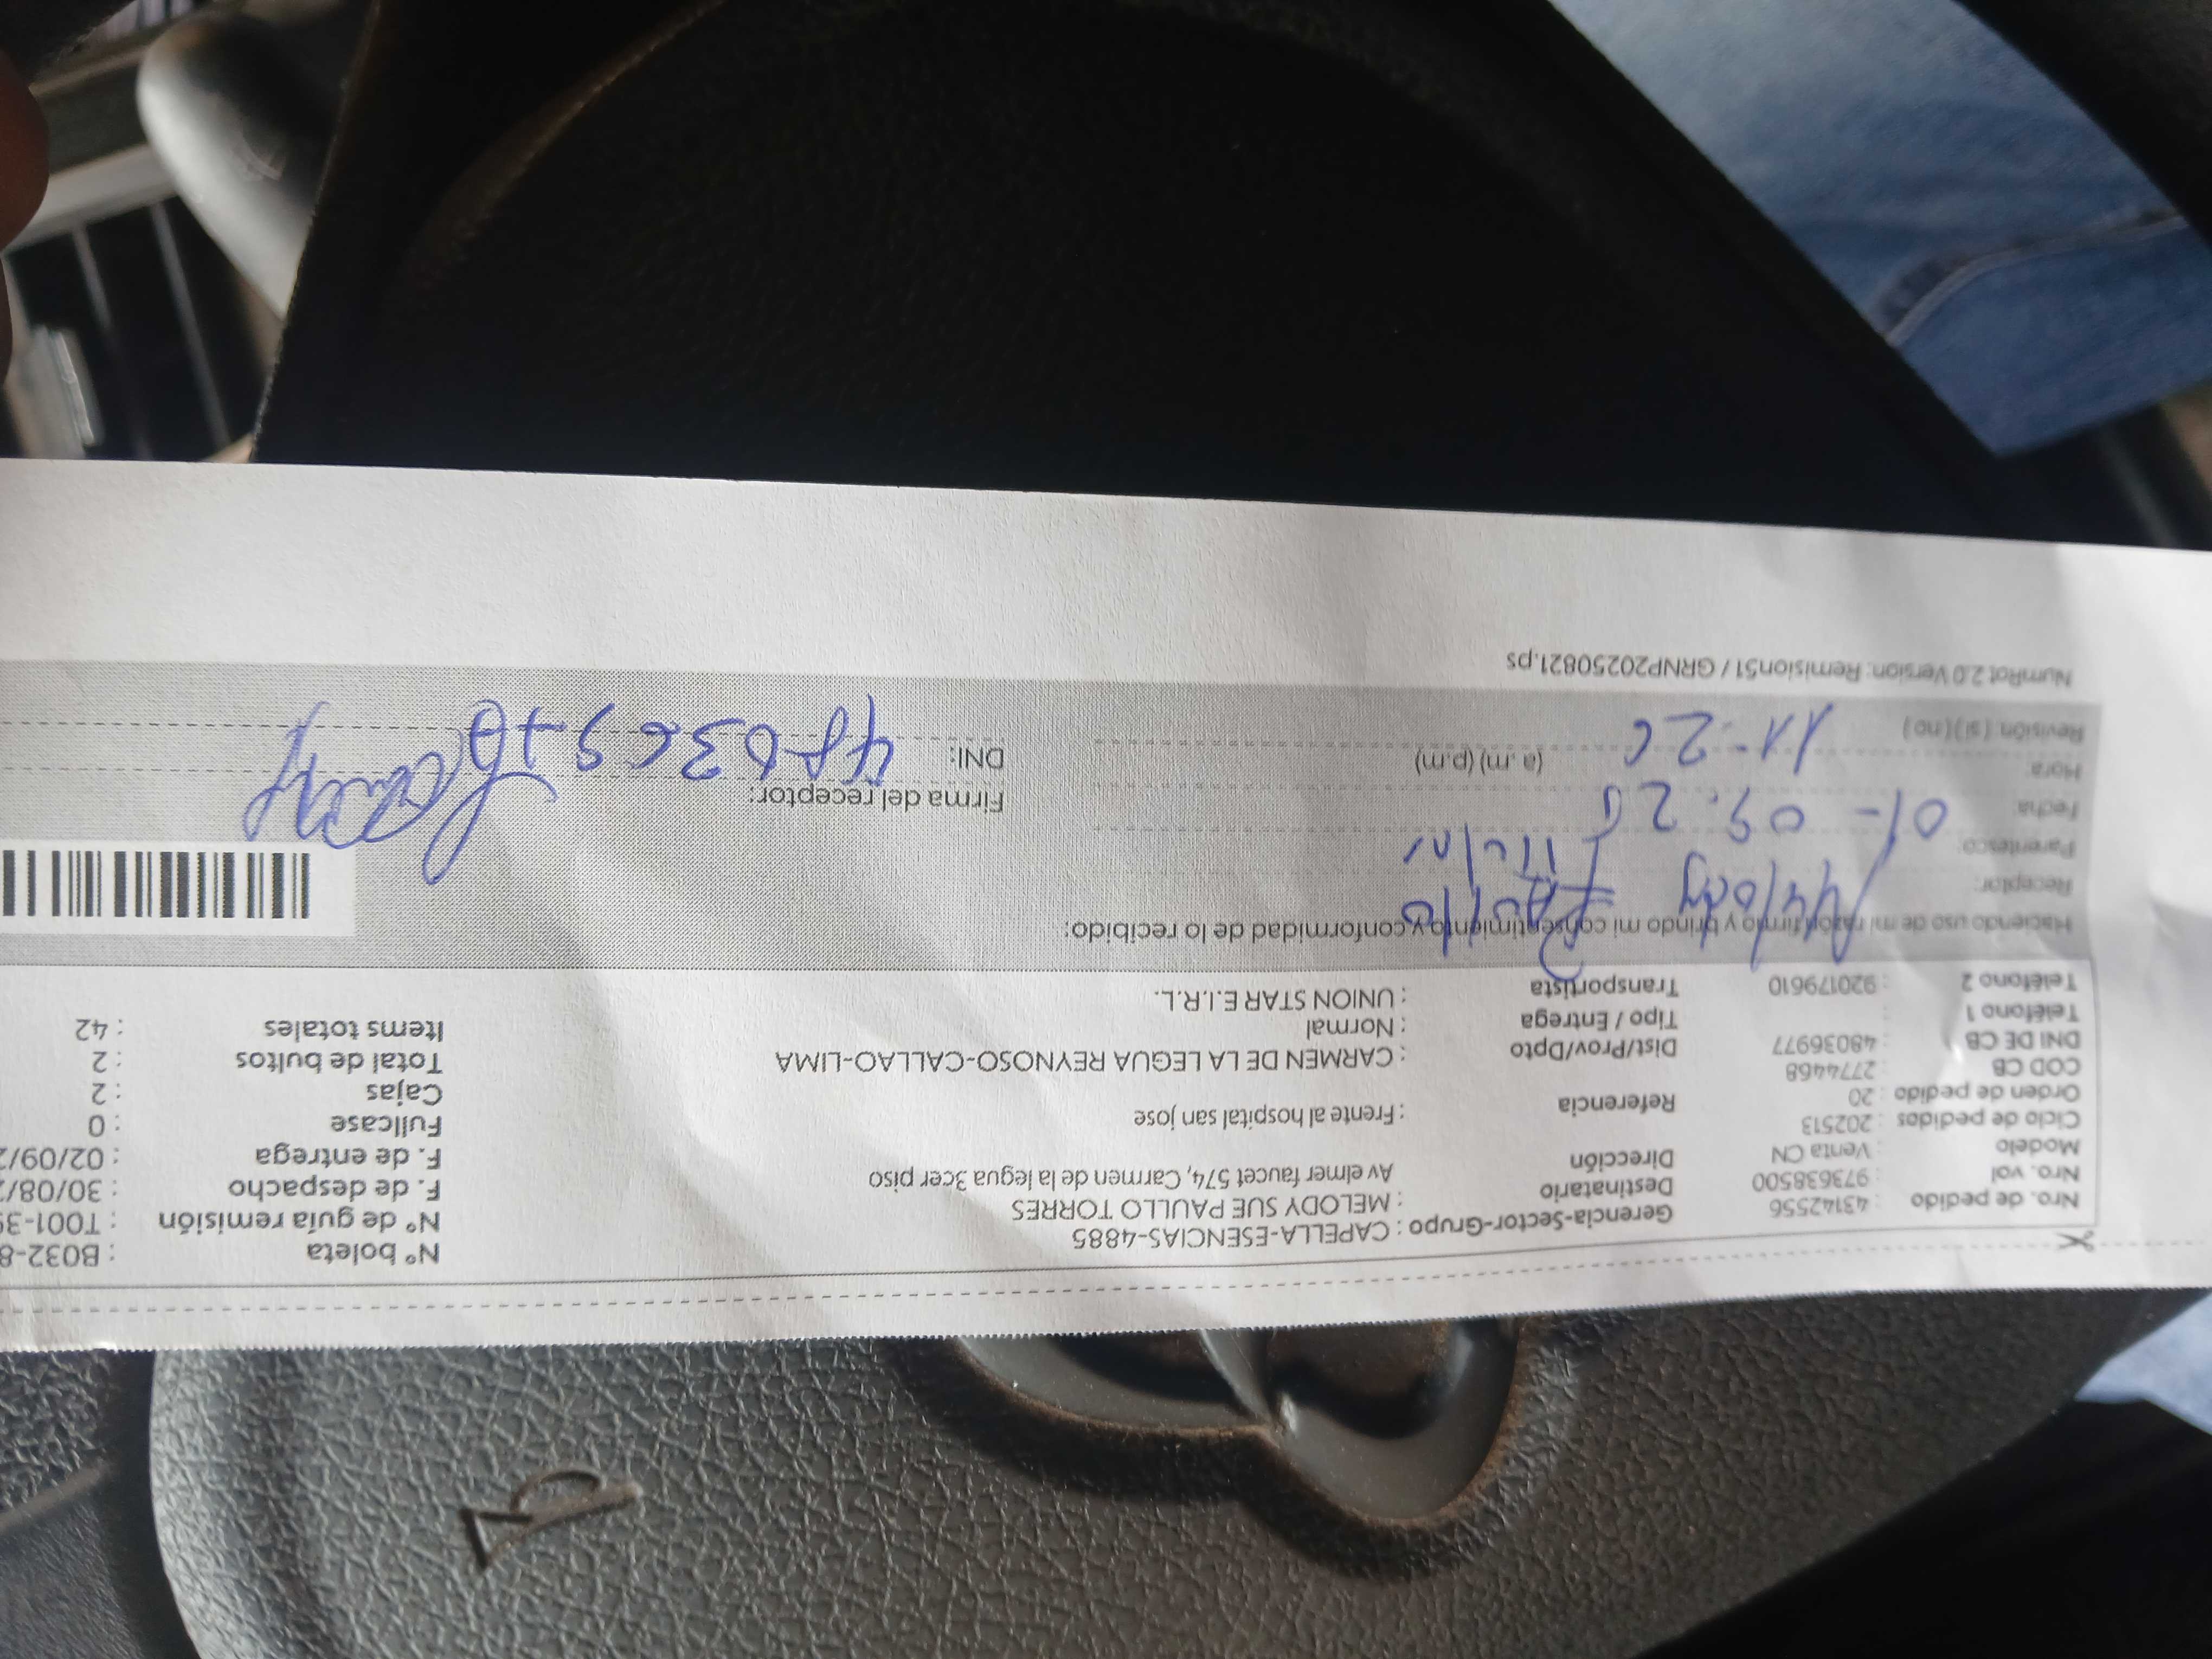 Nro. de pedido : 43142556
Nro. vol : 973638500
Modelo : Venta CN
Ciclo de pedidos : 202513
Orden de pedido : 20
COD CB : 2774468
DNI DE CB : 48036977
Teléfono 1 :
Teléfono 2 : 920179610
Gerencia-Sector-Grupo : CAPELLA-ESENCIAS-4885
Destinatario : MELODY SUE PAULLO TORRES
Dirección Av elmer faucet 574, Carmen de la legua 3cer piso
Referencia : Frente al hospital san jose
Dist/Prov/Dpto : CARMEN DE LA LEGUA REYNOSO-CALLAO-LIMA
Tipo / Entrega : Normal
Transportista : UNION STAR E.I.R.L.
N° boleta : B032-8
N° de guía remisión : T001-39
F. de despacho : 30/08/2
F. de entrega : 02/09/2
Fullcase : 0
Cajas : 2
Total de bultos : 2
Items totales : 42
Haciendo uso de mi razón firmo y brindo mi consentimiento y conformidad de lo recibido:
Receptor: Melody Paullo
Parentesco:
Fecha: 01-09-25
Hora: 11-26 (a.m) (p.m)
Revisión: (si) (no)
Firma del receptor:
DNI:
NumRot 2.0 Version: Remision51 / GRNP20250821.ps